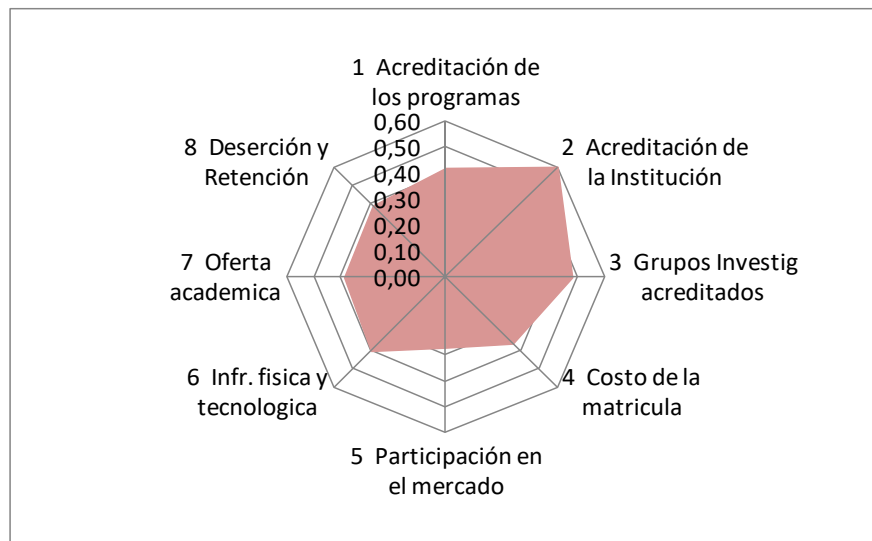 1 Acreditación de
los programas
0,60
0,50
0,40
0,30
0,20
0,10
0,00
2 Acreditación de
la Institución
3 Grupos Investig
acreditados
4 Costo de la
matricula
5 Participación en
el mercado
6 Infr. fisica y
tecnologica
7 Oferta
academica
8 Deserción y
Retención